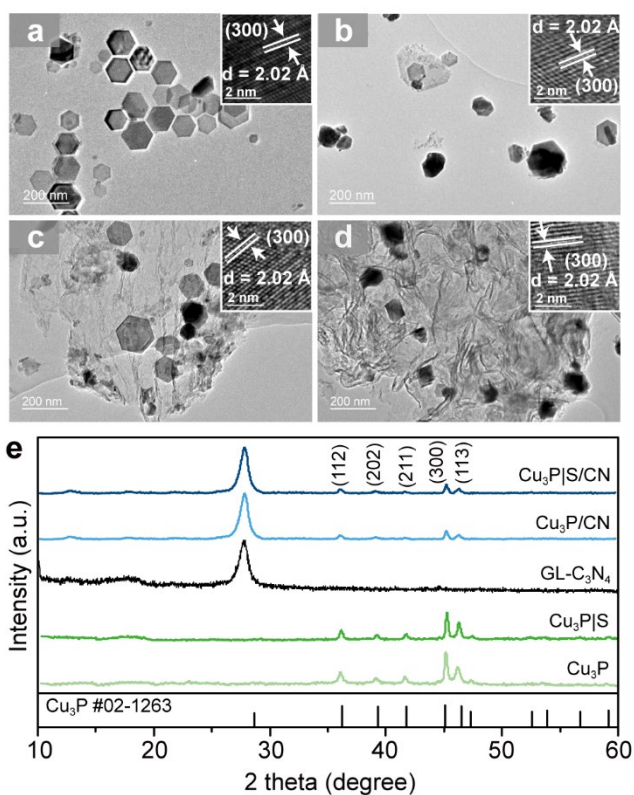 a
(300)
d = 2.02 Å
2 nm
200 nm
b
d = 2.02 Å
2 nm
(300)
200 nm
c
(300)
d = 2.02 Å
2 nm
200 nm
d
(300)
d = 2.02 Å
2 nm
200 nm
e
(112)
(202)
(211)
(300)
(113)
Cu₃P|S/CN
Cu₃P/CN
GL-C₃N₄
Cu₃P|S
Cu₃P
Cu₃P #02-1263
Intensity (a.u.)
10 20 30 40 50 60
2 theta (degree)